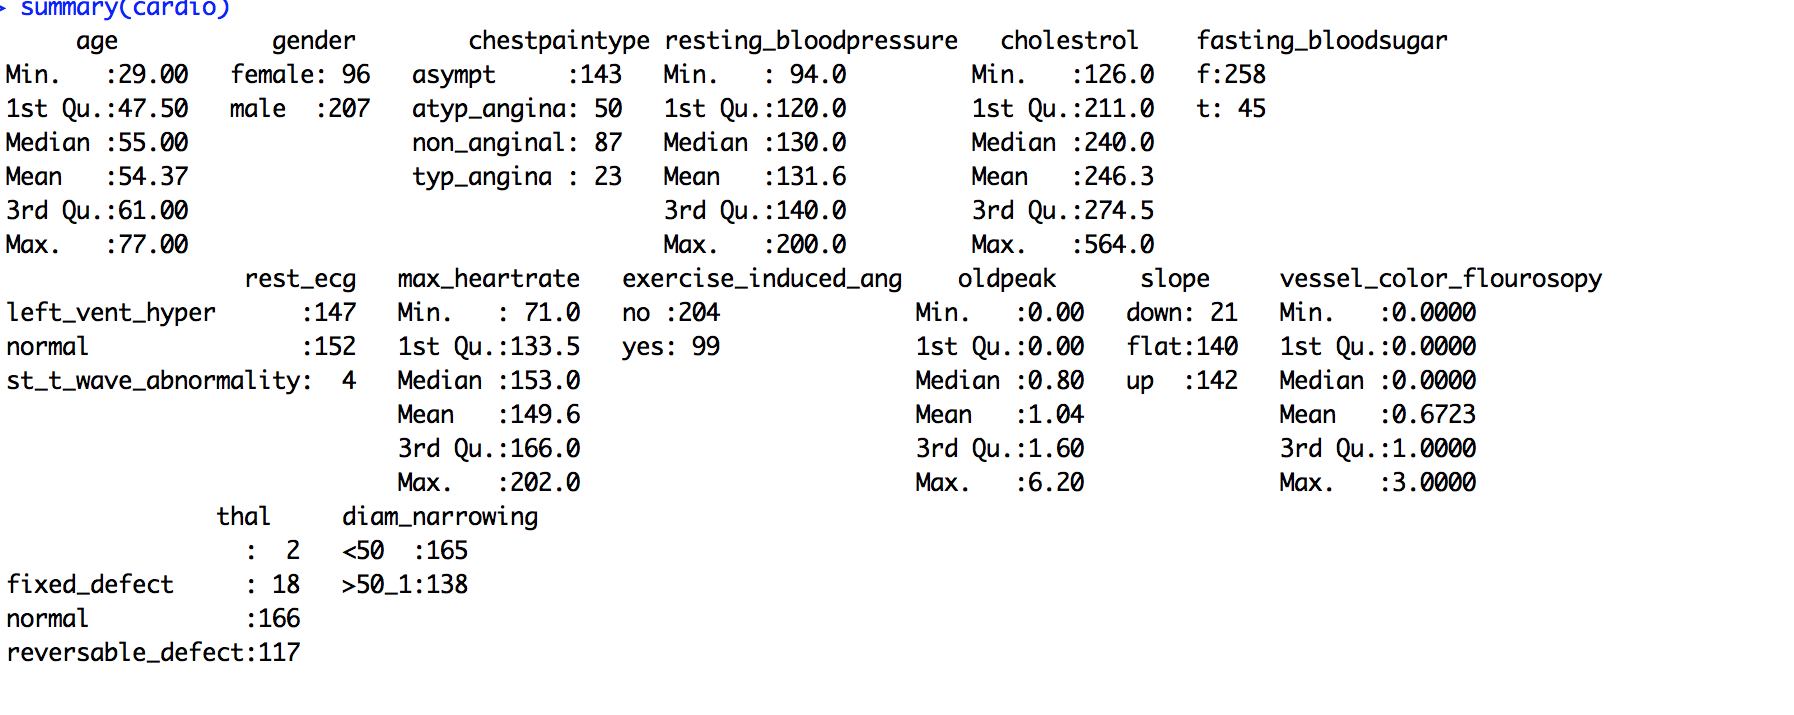 > summary(cardio)
age gender chestpaintype resting_bloodpressure cholestrol fasting_bloodsugar
Min. :29.00 female: 96 asympt :143 Min. : 94.0 Min. :126.0 f:258
1st Qu.:47.50 male :207 atyp_angina: 50 1st Qu.:120.0 1st Qu.:211.0 t: 45
Median :55.00 non_anginal: 87 Median :130.0 Median :240.0
Mean :54.37 typ_angina : 23 Mean :131.6 Mean :246.3
3rd Qu.:61.00 3rd Qu.:140.0 3rd Qu.:274.5
Max. :77.00 Max. :200.0 Max. :564.0
rest_ecg max_heartrate exercise_induced_ang oldpeak slope vessel_color_flourosopy
left_vent_hyper :147 Min. : 71.0 no :204 Min. :0.00 down: 21 Min. :0.0000
normal :152 1st Qu.:133.5 yes: 99 1st Qu.:0.00 flat:140 1st Qu.:0.0000
st_t_wave_abnormality: 4 Median :153.0 Median :0.80 up :142 Median :0.0000
Mean :149.6 Mean :1.04 Mean :0.6723
3rd Qu.:166.0 3rd Qu.:1.60 3rd Qu.:1.0000
Max. :202.0 Max. :6.20 Max. :3.0000
thal diam_narrowing
: 2 <50 :165
fixed_defect : 18 >50_1:138
normal :166
reversable_defect:117